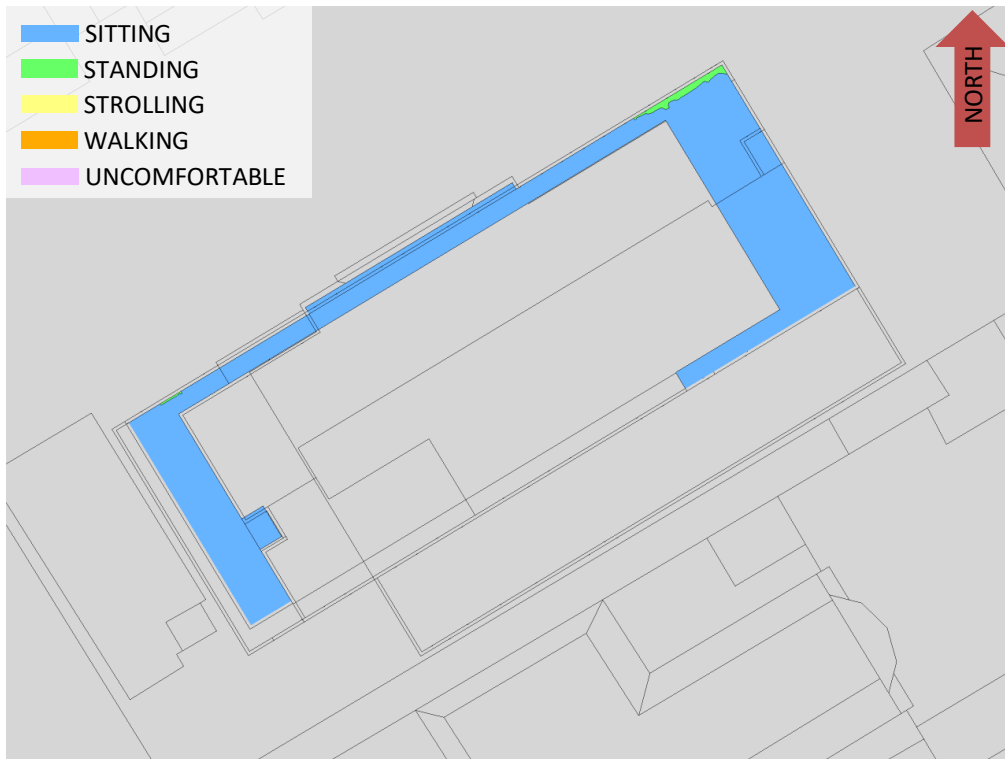 SITTING
STANDING
STROLLING
WALKING
UNCOMFORTABLE
NORTH